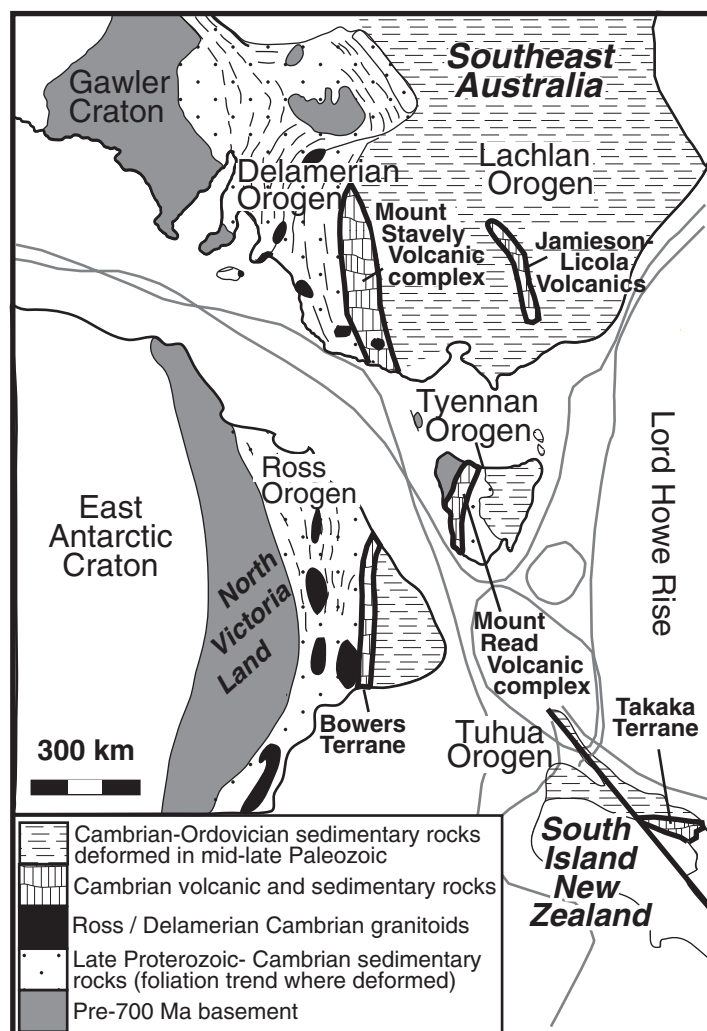 Southeast
Australia
Gawler
Craton
Lachlan
Orogen
Delamerian
Orogen
Mount
Stavely
Volcanic
complex
Jamieson-
Licola
Volcanics
Tyennan
Orogen
Ross
Orogen
East
Antarctic
Craton
North
Victoria
Land
Lord Howe Rise
Mount
Read
Volcanic
complex
Bowers
Terrane
Takaka
Terrane
Tuhua
Orogen
300 km
South
Island
New
Zealand
Cambrian-Ordovician sedimentary rocks
deformed in mid-late Paleozoic
Cambrian volcanic and sedimentary rocks
Ross / Delamerian Cambrian granitoids
Late Proterozoic- Cambrian sedimentary
rocks (foliation trend where deformed)
Pre-700 Ma basement